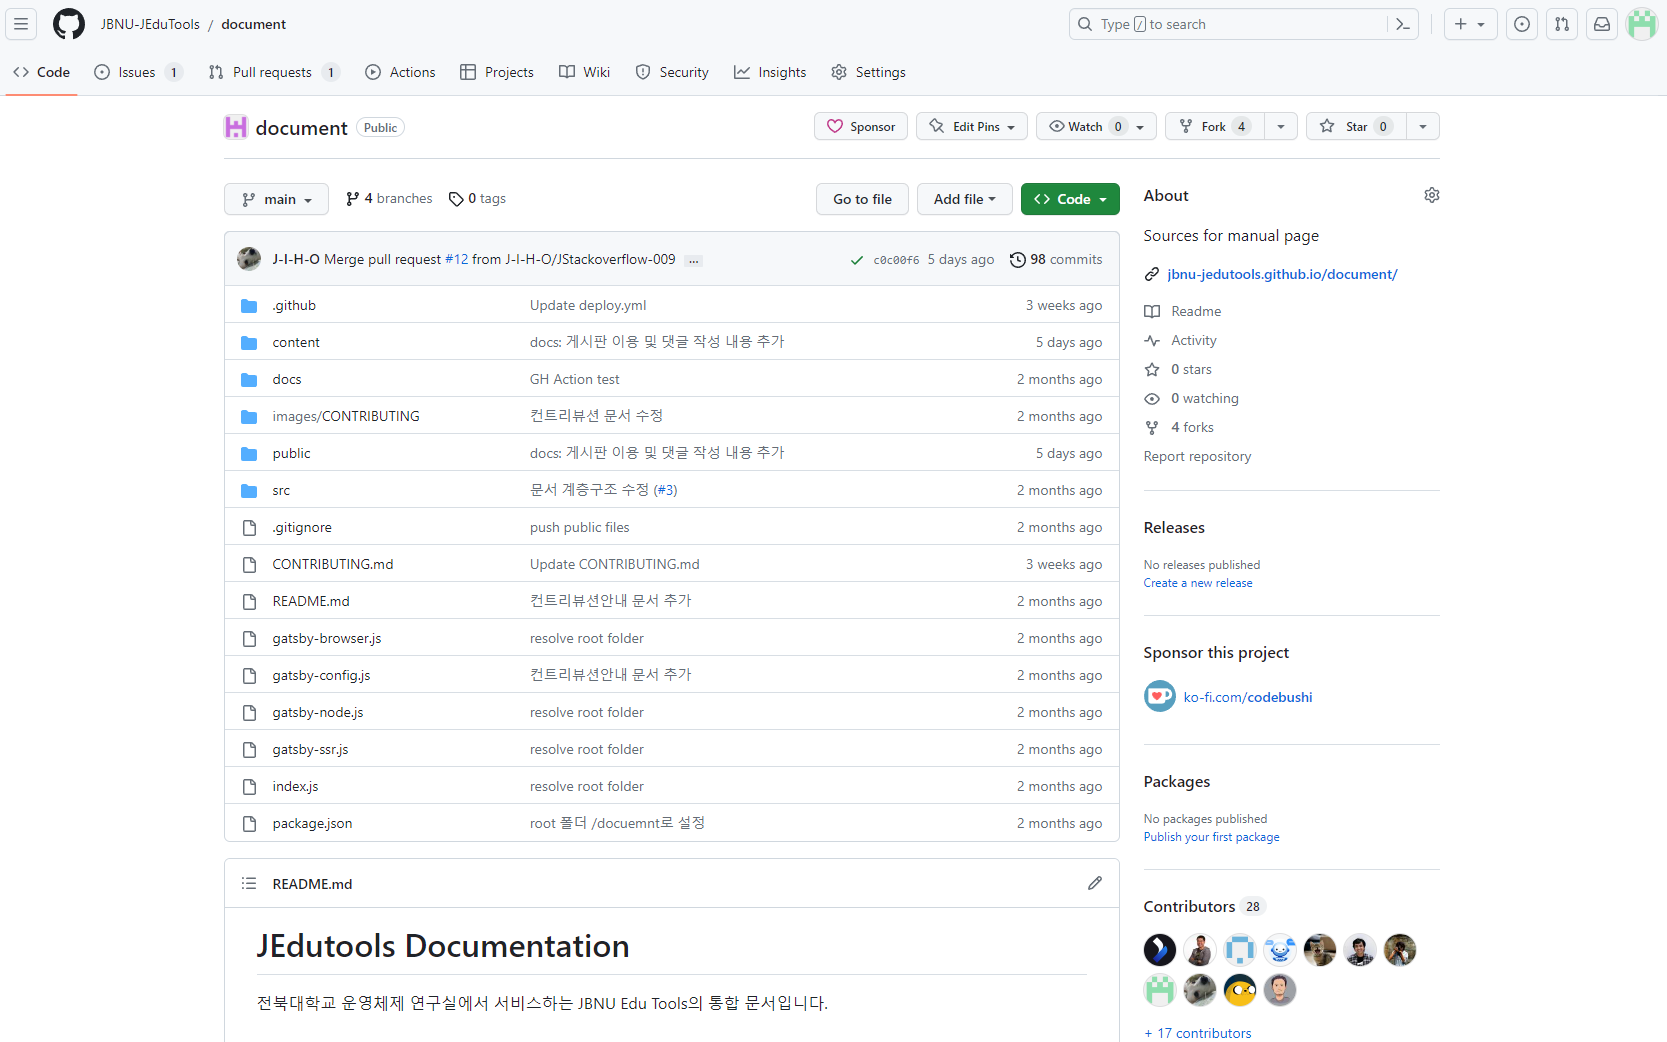 JBNU-JEduTools / document
Type / to search
Code
Issues 1
Pull requests 1
Actions
Projects
Wiki
Security
Insights
Settings
document Public
Sponsor
Edit Pins
Watch 0
Fork 4
Star 0
main
4 branches
0 tags
Go to file
Add file
Code
J-I-H-O Merge pull request #12 from J-I-H-O/JStackoverflow-009 ... c0c00f6 5 days ago 98 commits
.github Update deploy.yml 3 weeks ago
content docs: 게시판 이용 및 댓글 작성 내용 추가 5 days ago
docs GH Action test 2 months ago
images/CONTRIBUTING 컨트리뷰션 문서 수정 2 months ago
public docs: 게시판 이용 및 댓글 작성 내용 추가 5 days ago
src 문서 계층구조 수정 (#3) 2 months ago
.gitignore push public files 2 months ago
CONTRIBUTING.md Update CONTRIBUTING.md 3 weeks ago
README.md 컨트리뷰션안내 문서 추가 2 months ago
gatsby-browser.js resolve root folder 2 months ago
gatsby-config.js 컨트리뷰션안내 문서 추가 2 months ago
gatsby-node.js resolve root folder 2 months ago
gatsby-ssr.js resolve root folder 2 months ago
index.js resolve root folder 2 months ago
package.json root 폴더 /docuemnt로 설정 2 months ago
README.md
JEdutools Documentation
전북대학교 운영체제 연구실에서 서비스하는 JBNU Edu Tools의 통합 문서입니다.
About
Sources for manual page
jbnu-jedutools.github.io/document/
Readme
Activity
0 stars
0 watching
4 forks
Report repository
Releases
No releases published
Create a new release
Sponsor this project
ko-fi.com/codebushi
Packages
No packages published
Publish your first package
Contributors 28
+ 17 contributors